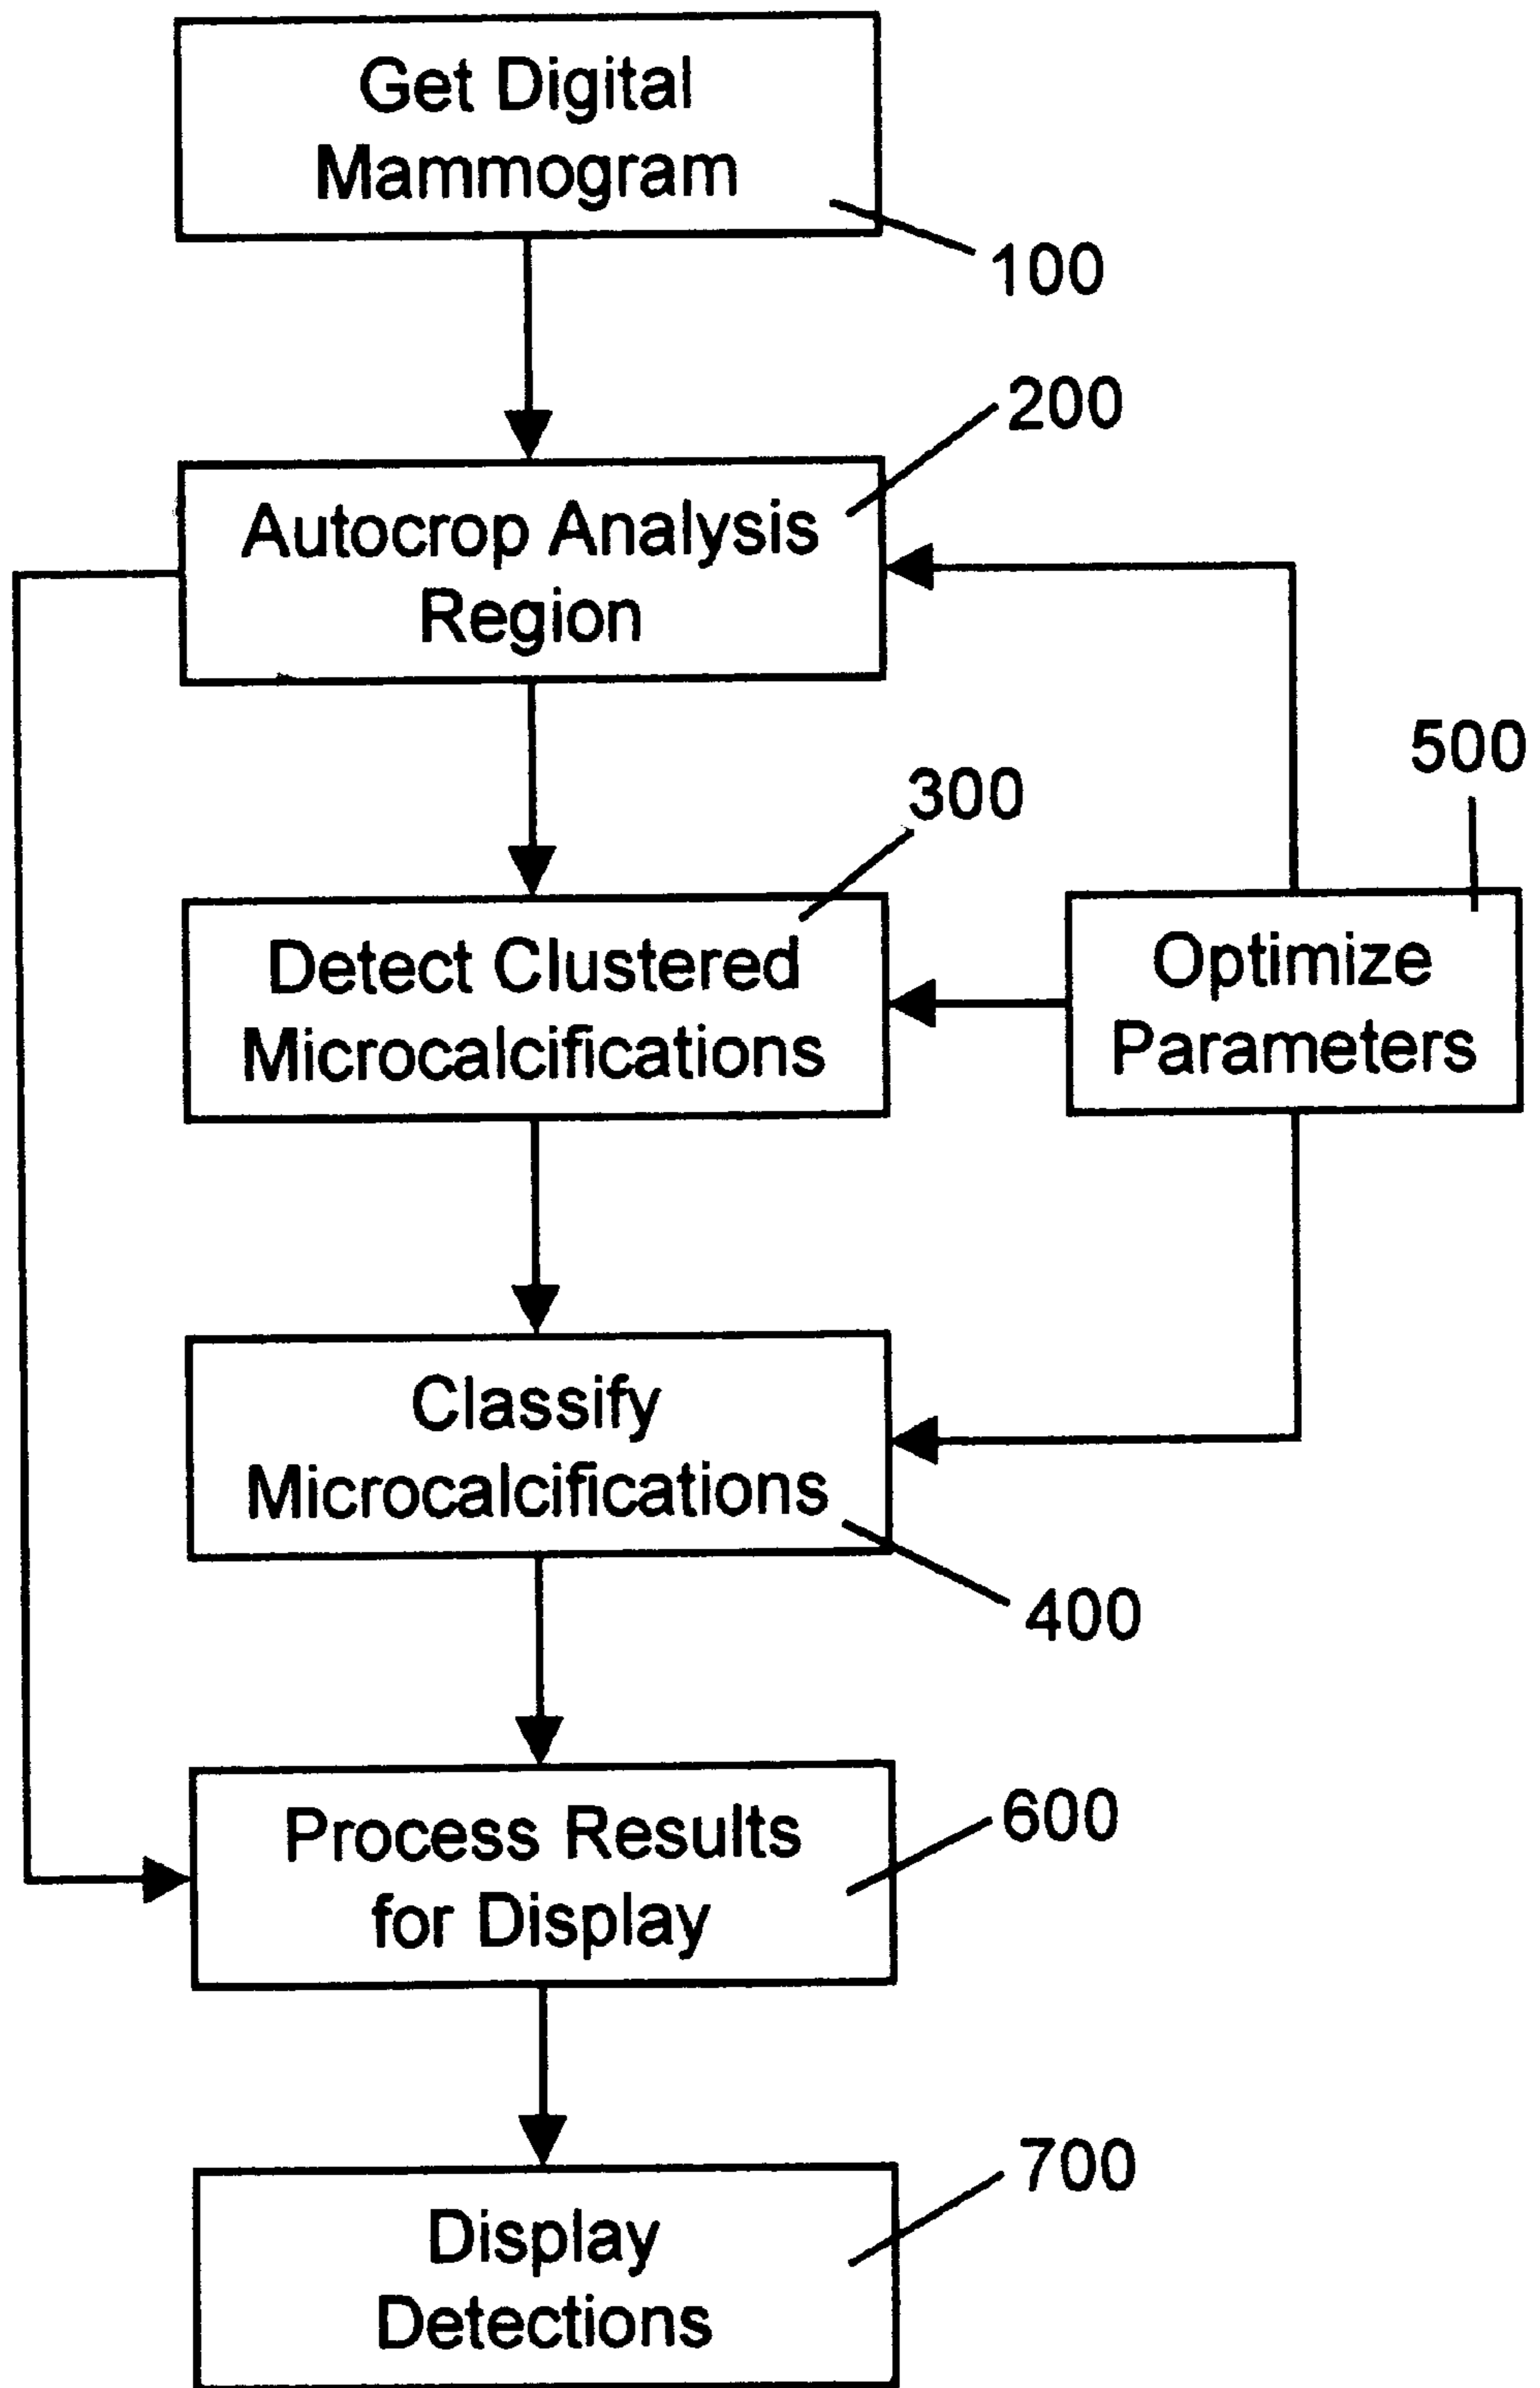 Get Digital
Mammogram
100
200
Autocrop Analysis
Region
500
300
Detect Clustered
Microcalcifications
Optimize
Parameters
Classify
Microcalcifications
400
Process Results
for Display
600
700
Display
Detections